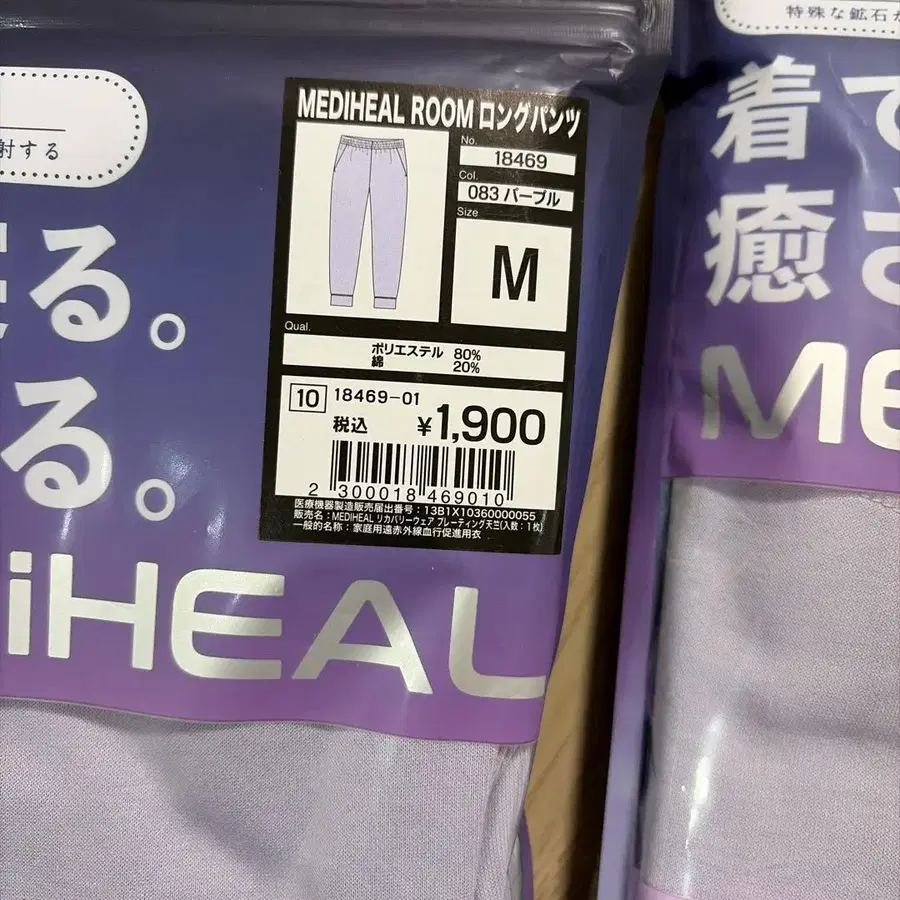 射する
る。
る。
iHEAL
MEDIHEAL ROOM ロングパンツ
No.
18469
Col.
083 パープル
Size
M
Qual.
ポリエステル 80%
綿 20%
10 18469-01
税込 ¥1,900
2 300018 469010
医療機器製造販売届出番号：13B1X10360000055
販売名：MEDIHEAL リカバリーウェア プレーティング天竺(入数：1枚)
一般的名称：家庭用遠赤外線血行促進用衣
特殊な鉱石が
着て
癒さ
ME